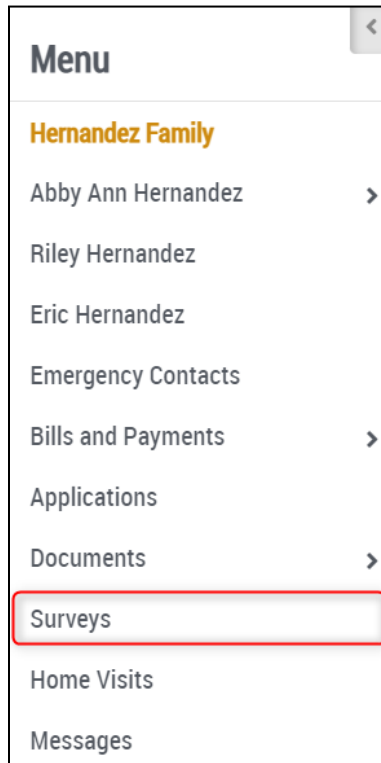 Menu
Hernandez Family
Abby Ann Hernandez
Riley Hernandez
Eric Hernandez
Emergency Contacts
Bills and Payments
Applications
Documents
Surveys
Home Visits
Messages